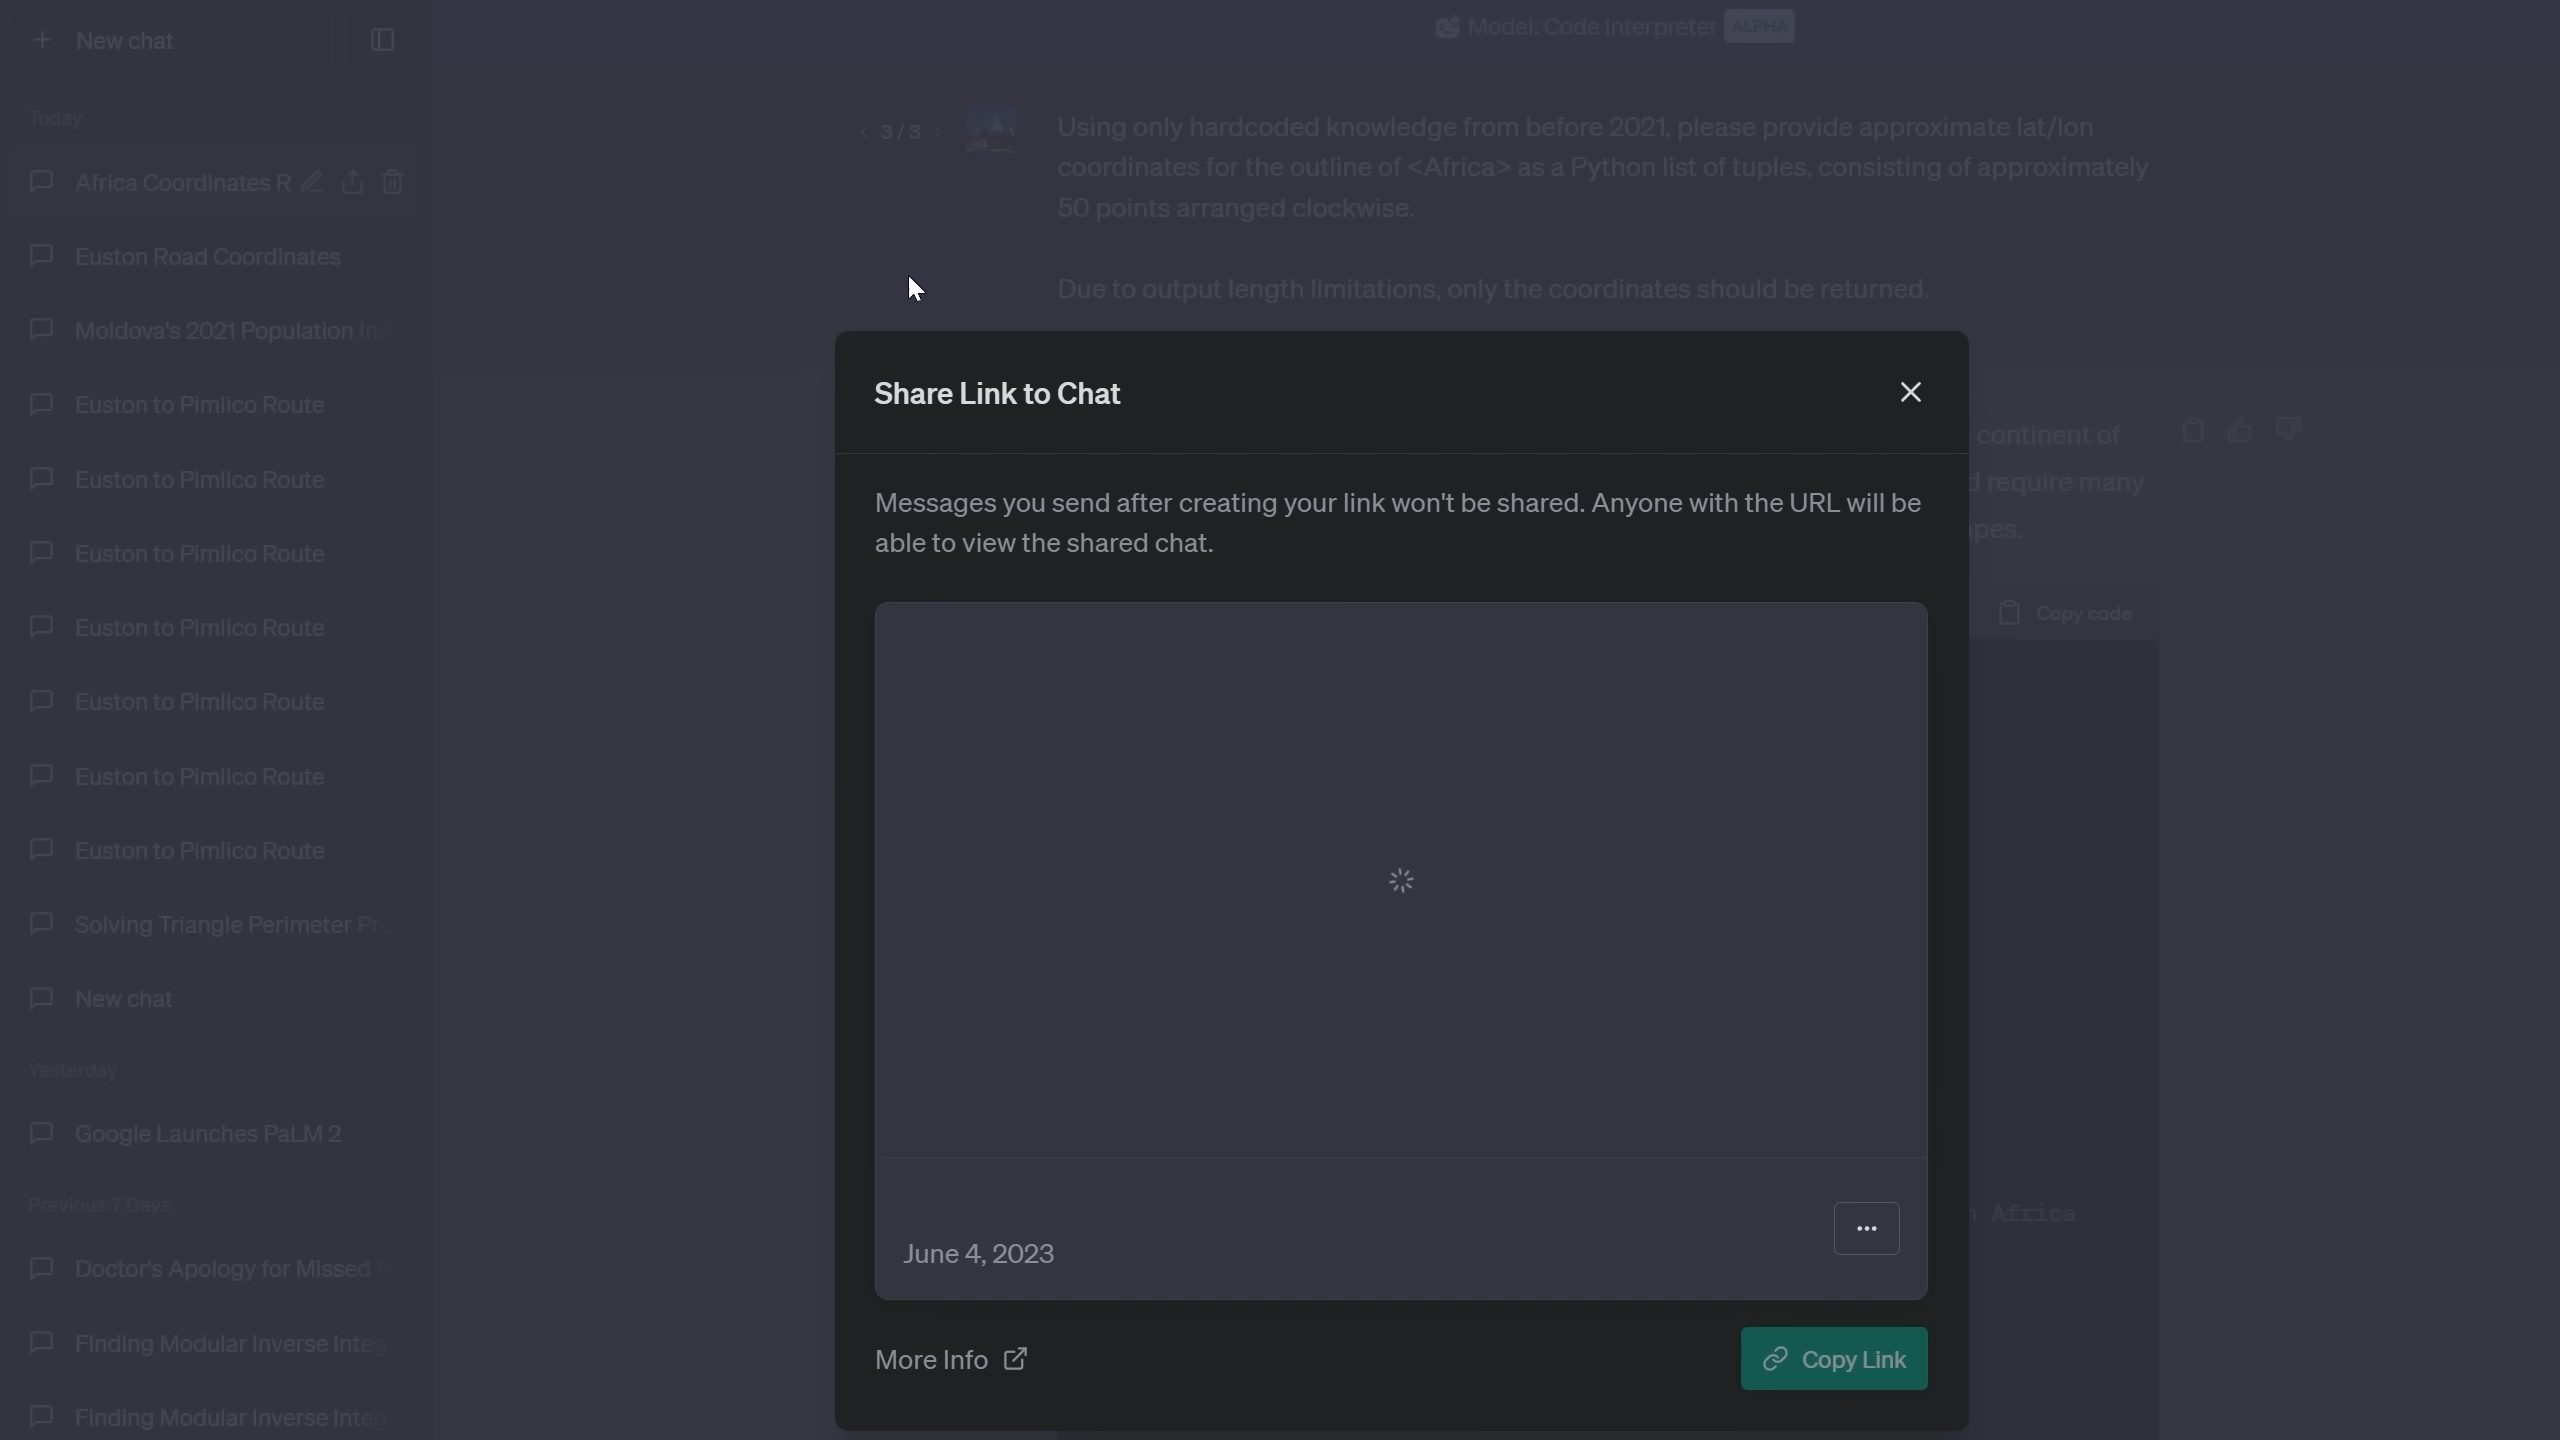 New chat
Model: Code Interpreter ALPHA
Today
Africa Coordinates R
Euston Road Coordinates
Moldova's 2021 Population
Euston to Pimlico Route
Euston to Pimlico Route
Euston to Pimlico Route
Euston to Pimlico Route
Euston to Pimlico Route
Euston to Pimlico Route
Euston to Pimlico Route
Solving Triangle Perimeter
New chat
Yesterday
Google Launches PaLM 2
Previous 7 Days
Doctor's Apology for Missed
Finding Modular Inverse Integ
Finding Modular Inverse Integ
3 / 3
Using only hardcoded knowledge from before 2021, please provide approximate lat/lon
coordinates for the outline of <Africa> as a Python list of tuples, consisting of approximately
50 points arranged clockwise.
Due to output length limitations, only the coordinates should be returned.
continent of
require many
Copy code
Africa
Share Link to Chat
Messages you send after creating your link won't be shared. Anyone with the URL will be
able to view the shared chat.
June 4, 2023
More Info
Copy Link